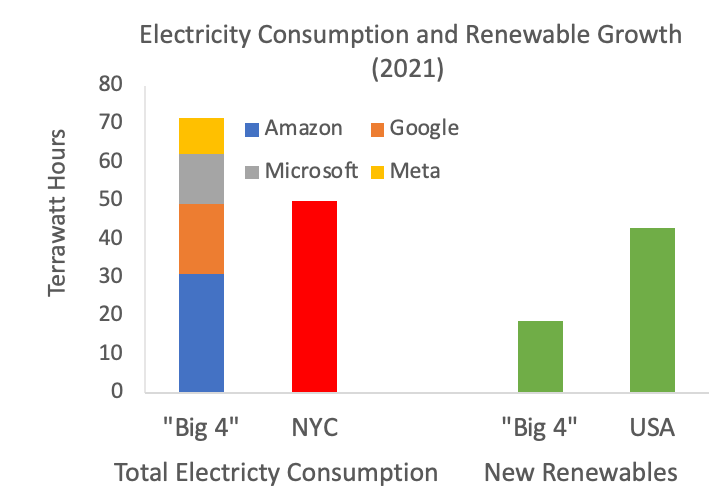 Electricity Consumption and Renewable Growth
(2021)
Terrawatt Hours
80
70
60
50
40
30
20
10
0
Amazon Google
Microsoft Meta
"Big 4" NYC "Big 4" USA
Total Electricty Consumption New Renewables